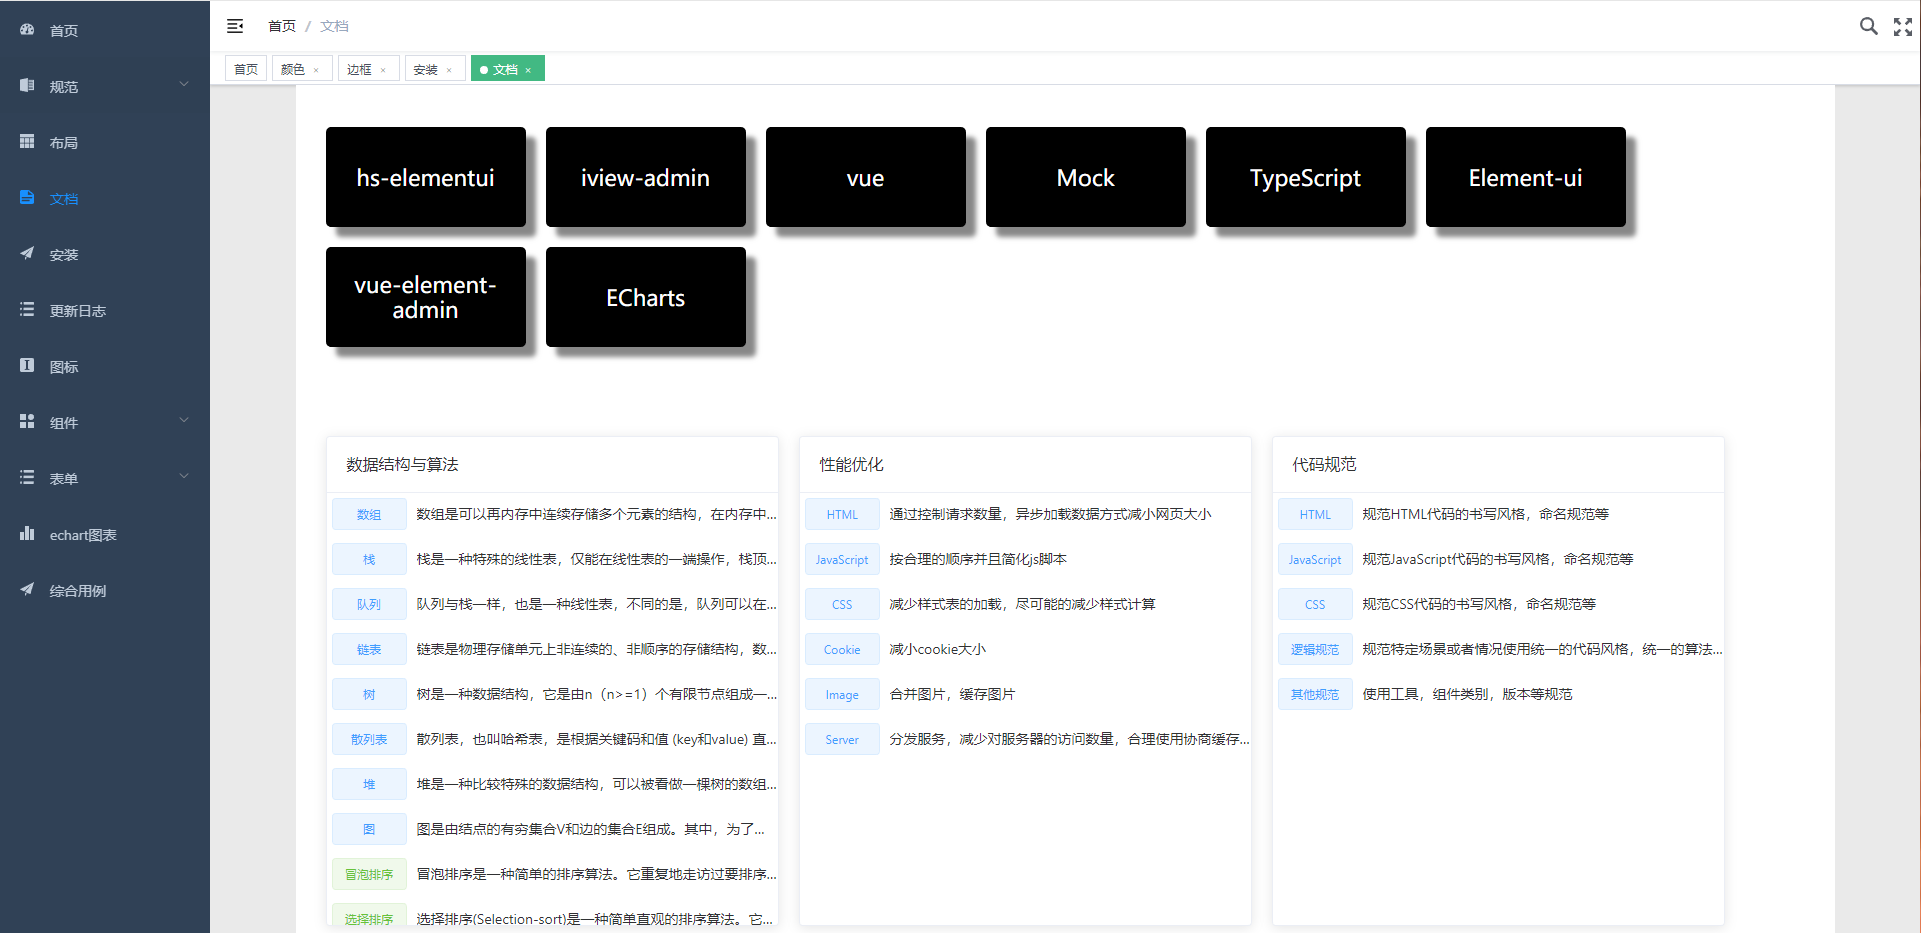 首页
规范
布局
文档
安装
更新日志
图标
组件
表单
echart图表
综合用例
首页 / 文档
首页
颜色 ×
边框 ×
安装 ×
文档 ×
hs-elementui
iview-admin
vue
Mock
TypeScript
Element-ui
vue-element-
admin
ECharts
数据结构与算法
数组 数组是可以再内存中连续存储多个元素的结构，在内存中...
栈 栈是一种特殊的线性表，仅能在线性表的一端操作，栈顶...
队列 队列与栈一样，也是一种线性表，不同的是，队列可以在...
链表 链表是物理存储单元上非连续的、非顺序的存储结构，数...
树 树是一种数据结构，它是由n（n>=1）个有限节点组成一...
散列表 散列表，也叫哈希表，是根据关键码和值 (key和value) 直...
堆 堆是一种比较特殊的数据结构，可以被看做一棵树的数组...
图 图是由结点的有穷集合V和边的集合E组成。其中，为了...
冒泡排序 冒泡排序是一种简单的排序算法。它重复地走访过要排序...
选择排序 选择排序(Selection-sort)是一种简单直观的排序算法。它...
性能优化
HTML 通过控制请求数量，异步加载数据方式减小网页大小
JavaScript 按合理的顺序并且简化js脚本
CSS 减少样式表的加载，尽可能的减少样式计算
Cookie 减小cookie大小
Image 合并图片，缓存图片
Server 分发服务，减少对服务器的访问数量，合理使用协商缓存...
代码规范
HTML 规范HTML代码的书写风格，命名规范等
JavaScript 规范JavaScript代码的书写风格，命名规范等
CSS 规范CSS代码的书写风格，命名规范等
逻辑规范 规范特定场景或者情况使用统一的代码风格，统一的算法...
其他规范 使用工具，组件类别，版本等规范